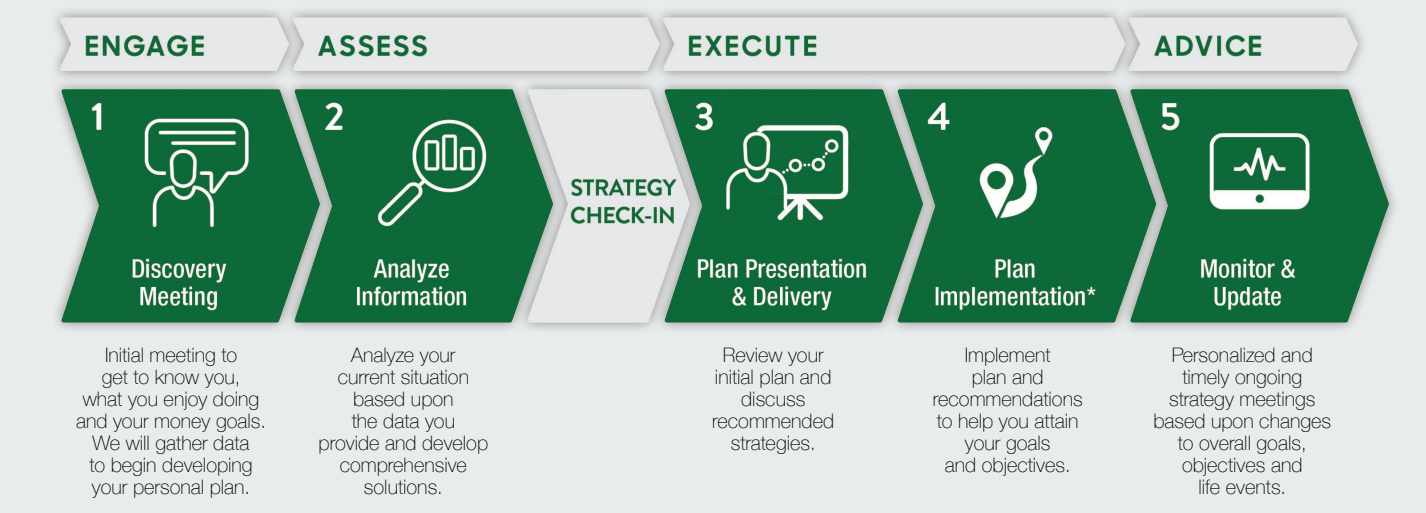 ENGAGE
ASSESS
EXECUTE
ADVICE
1
Discovery
Meeting
2
Analyze
Information
STRATEGY
CHECK-IN
3
Plan Presentation
& Delivery
4
Plan
Implementation*
5
Monitor &
Update
Initial meeting to
get to know you,
what you enjoy doing
and your money goals.
We will gather data
to begin developing
your personal plan.
Analyze your
current situation
based upon
the data you
provide and develop
comprehensive
solutions.
Review your
initial plan and
discuss
recommended
strategies.
Implement
plan and
recommendations
to help you attain
your goals
and objectives.
Personalized and
timely ongoing
strategy meetings
based upon changes
to overall goals,
objectives and
life events.